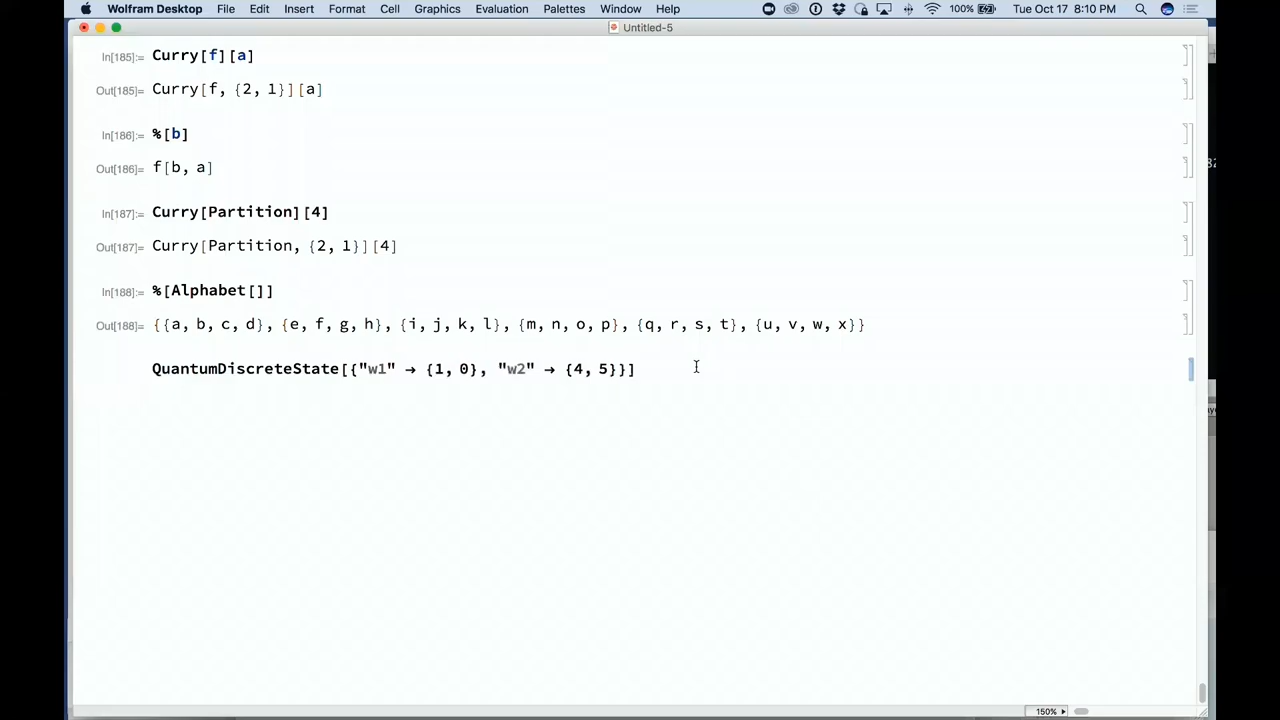 Wolfram Desktop File Edit Insert Format Cell Graphics Evaluation Palettes Window Help 100% Tue Oct 17 8:10 PM
Untitled-5
In[185]:= Curry[f][a]
Out[185]= Curry[f, {2, 1}][a]
In[186]:= %[b]
Out[186]= f[b, a]
In[187]:= Curry[Partition][4]
Out[187]= Curry[Partition, {2, 1}][4]
In[188]:= %[Alphabet[]]
Out[188]= {{a, b, c, d}, {e, f, g, h}, {i, j, k, l}, {m, n, o, p}, {q, r, s, t}, {u, v, w, x}}
QuantumDiscreteState[{"w1" → {1, 0}, "w2" → {4, 5}}]
150%